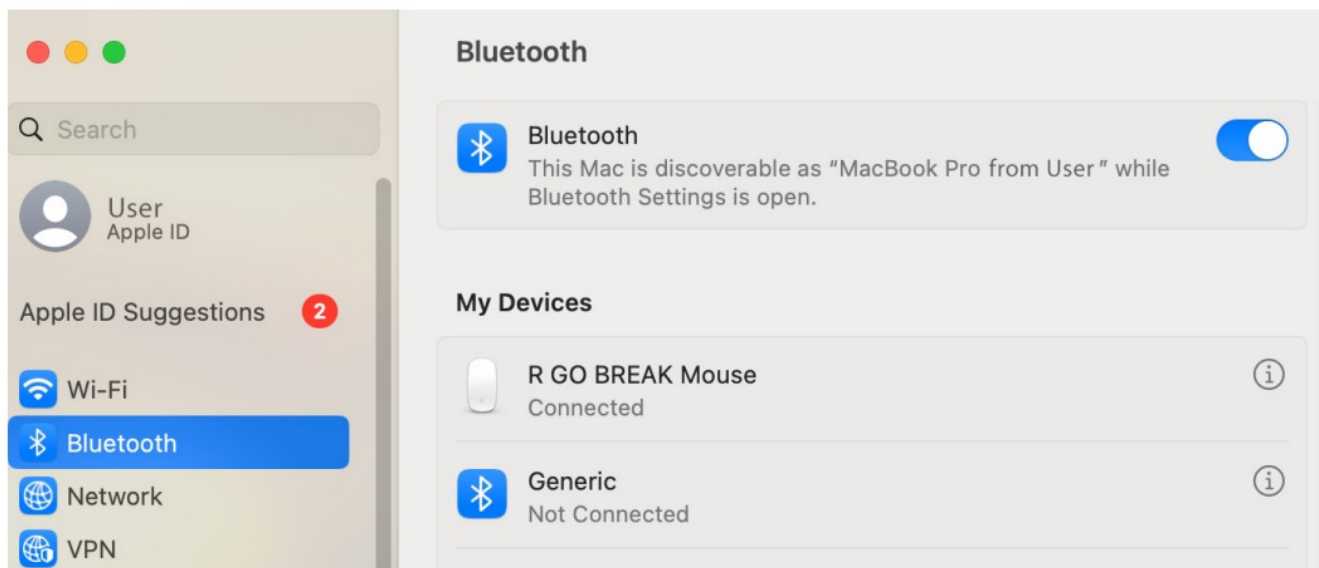 Search
User
Apple ID
Apple ID Suggestions 2
Wi-Fi
Bluetooth
Network
VPN
Bluetooth
Bluetooth
This Mac is discoverable as “MacBook Pro from User ” while
Bluetooth Settings is open.
My Devices
R GO BREAK Mouse
Connected
Generic
Not Connected